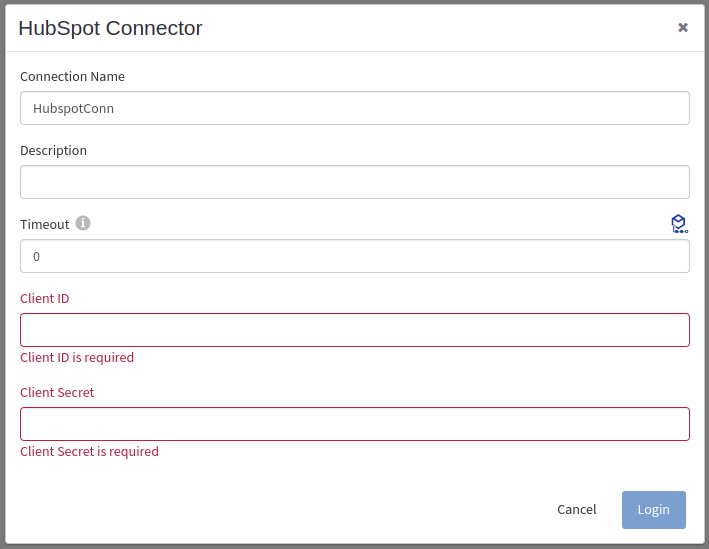 HubSpot Connector
Connection Name
HubspotConn
Description
Timeout
0
Client ID
Client ID is required
Client Secret
Client Secret is required
Cancel Login